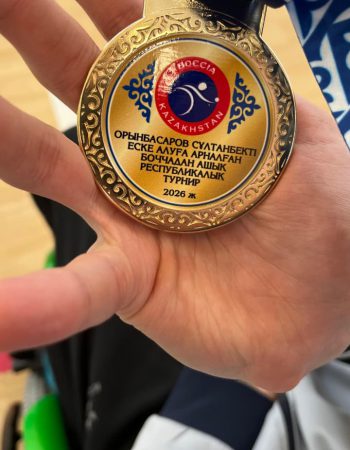 BOCCIA
KAZAKHSTAN
ОРЫНБАСАРОВ СҰЛТАНБЕКТІ
ЕСКЕ АЛУҒА АРНАЛҒАН
БОЧЧАДАН АШЫҚ
РЕСПУБЛИКАЛЫҚ
ТУРНИР
2026 ж